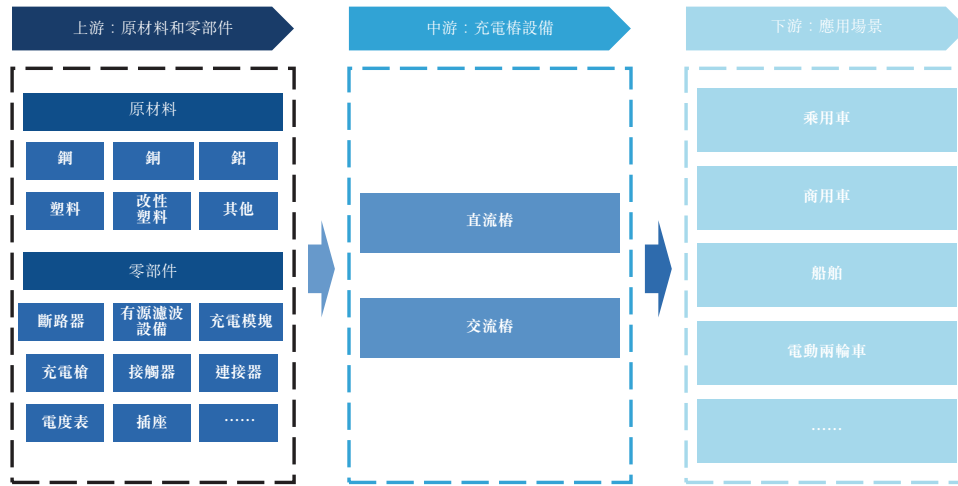 上游：原材料和零部件
中游：充電樁設備
下游：應用場景
原材料
鋼
銅
鋁
塑料
改性
塑料
其他
零部件
斷路器
有源濾波
設備
充電模塊
充電槍
接觸器
連接器
電度表
插座
……
直流樁
交流樁
乘用車
商用車
船舶
電動兩輪車
……